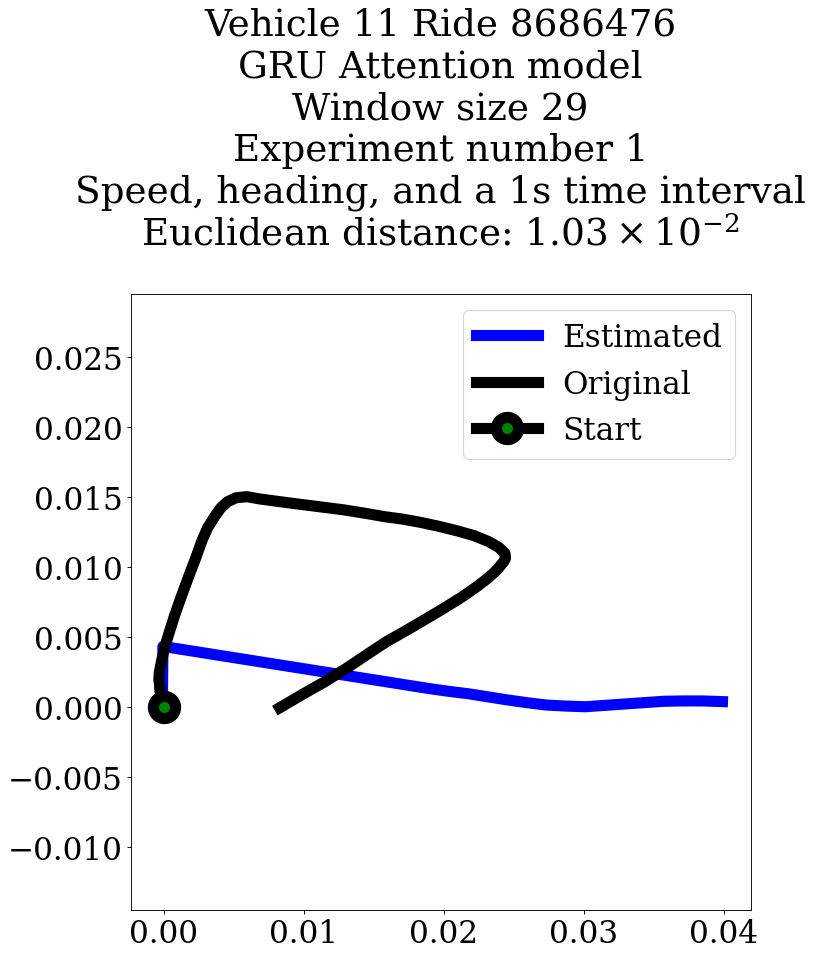 Vehicle 11 Ride 8686476
GRU Attention model
Window size 29
Experiment number 1
Speed, heading, and a 1s time interval
Euclidean distance: 1.03 × 10⁻²
Estimated
Original
Start
0.025
0.020
0.015
0.010
0.005
0.000
−0.005
−0.010
0.00 0.01 0.02 0.03 0.04